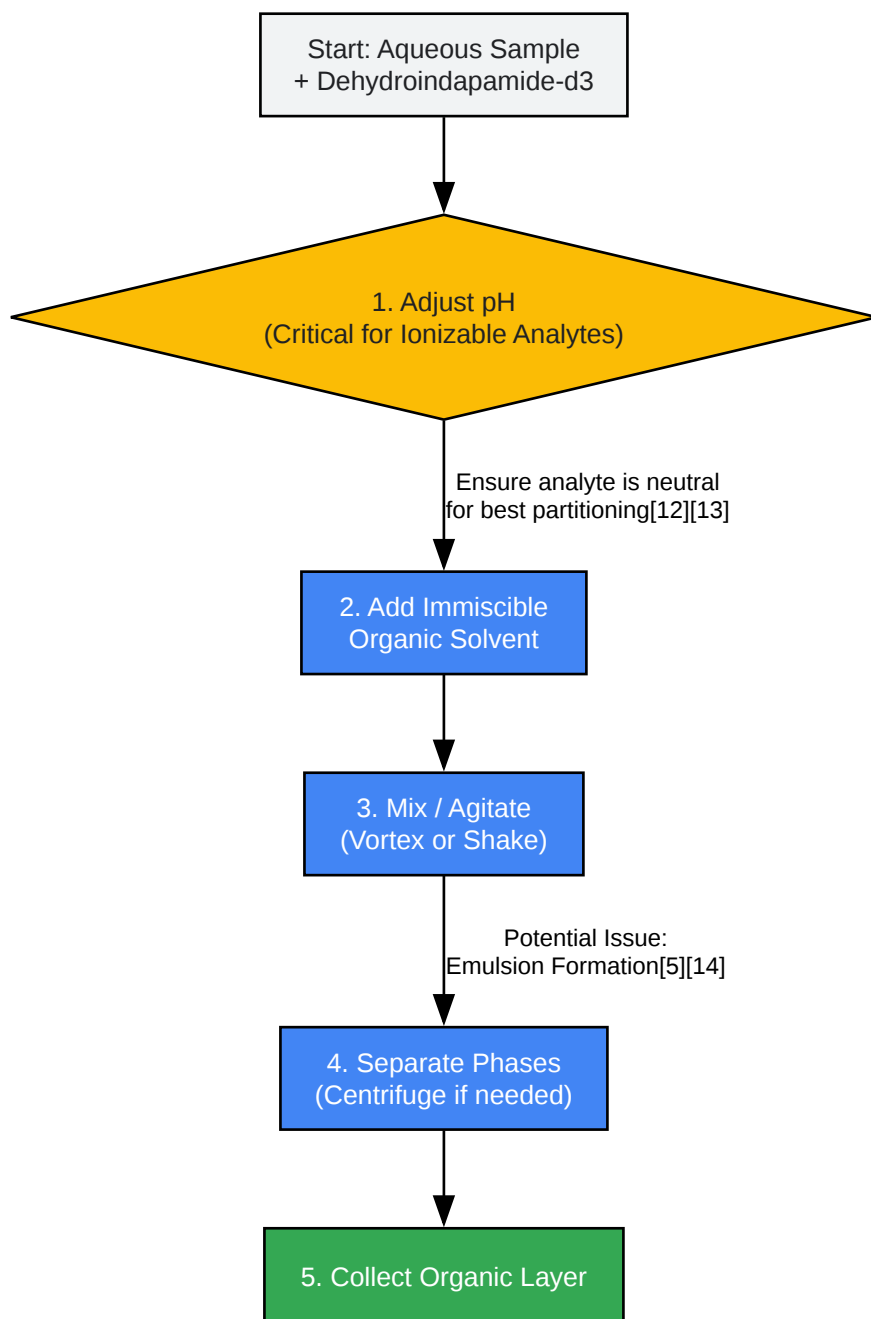 Start: Aqueous Sample
+ Dehydroindapamide-d3
1. Adjust pH
(Critical for Ionizable Analytes)
Ensure analyte is neutral
for best partitioning[12][13]
2. Add Immiscible
Organic Solvent
3. Mix / Agitate
(Vortex or Shake)
Potential Issue:
Emulsion Formation[5][14]
4. Separate Phases
(Centrifuge if needed)
5. Collect Organic Layer